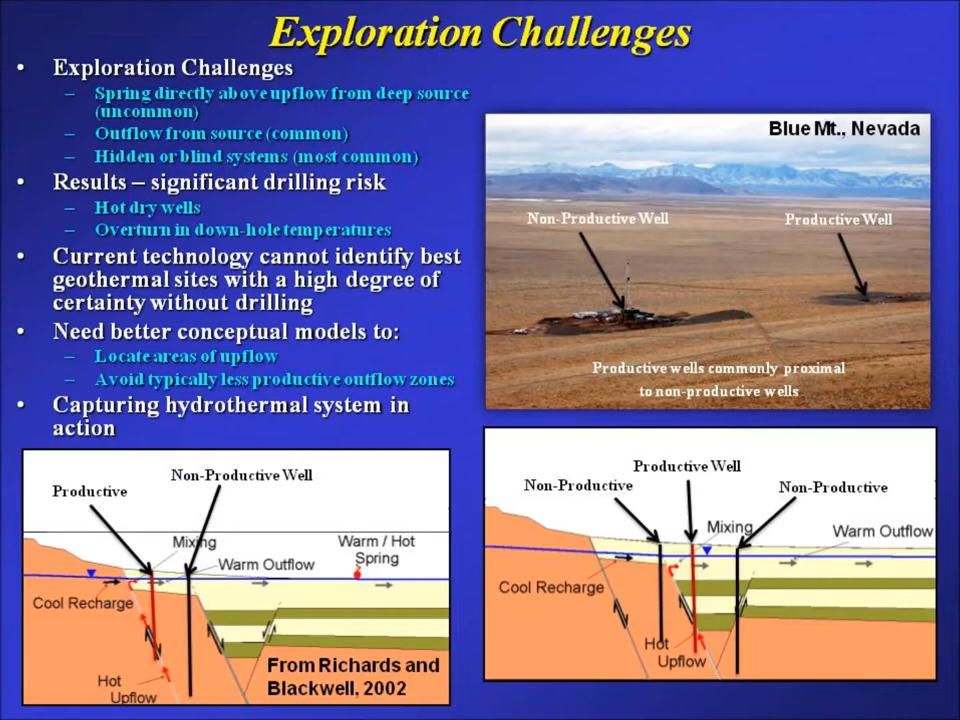 Exploration Challenges
• Exploration Challenges
– Spring directly above upflow from deep source
(uncommon)
– Outflow from source (common)
– Hidden or blind systems (most common)
• Results – significant drilling risk
– Hot dry wells
– Overturn in down-hole temperatures
• Current technology cannot identify best
geothermal sites with a high degree of
certainty without drilling
• Need better conceptual models to:
– Locate areas of upflow
– Avoid typically less productive outflow zones
• Capturing hydrothermal system in
action
Blue Mt., Nevada
Non-Productive Well
Productive Well
Productive wells commonly proximal
to non-productive wells
Non-Productive Well
Productive
Mixing
Warm / Hot
Spring
Warm Outflow
Cool Recharge
Hot
Upflow
From Richards and
Blackwell, 2002
Productive Well
Non-Productive
Non-Productive
Mixing
Warm Outflow
Cool Recharge
Hot
Upflow